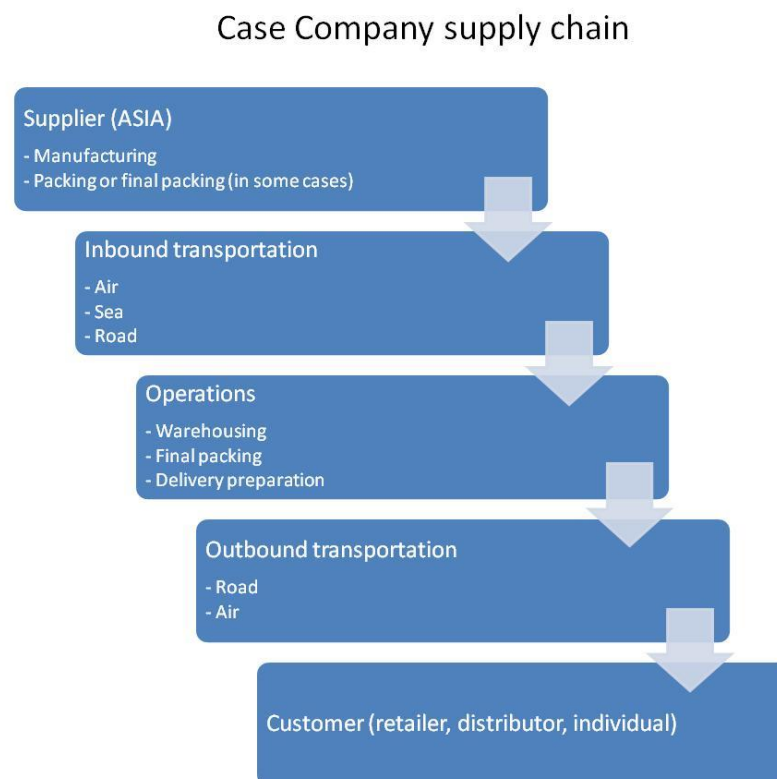 Case Company supply chain
Supplier (ASIA)
- Manufacturing
- Packing or final packing (in some cases)
Inbound transportation
- Air
- Sea
- Road
Operations
- Warehousing
- Final packing
- Delivery preparation
Outbound transportation
- Road
- Air
Customer (retailer, distributor, individual)